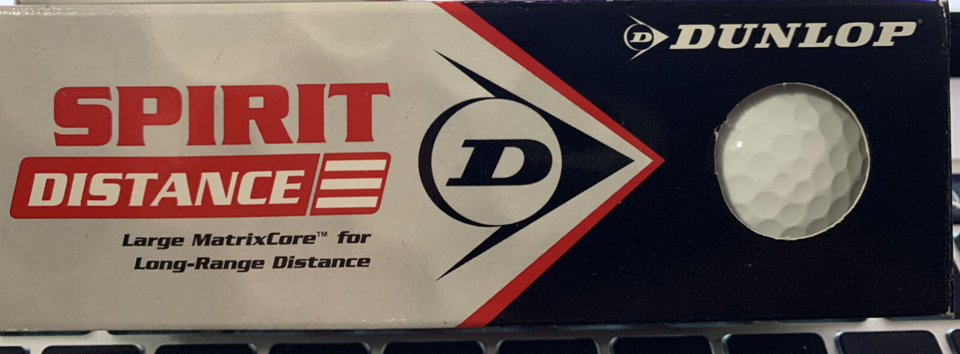 SPIRIT
DISTANCE
Large MatrixCore™ for
Long-Range Distance
D
D DUNLOP